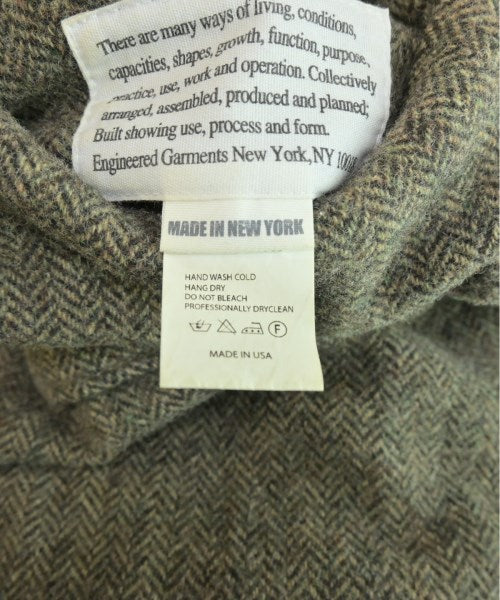 There are many ways of living, conditions,
capacities, shapes, growth, function, purpose,
practice, use, work and operation. Collectively
arranged, assembled, produced and planned;
Built showing use, process and form.
Engineered Garments New York, NY
MADE IN NEW YORK
HAND WASH COLD
HANG DRY
DO NOT BLEACH
PROFESSIONALLY DRYCLEAN
F
MADE IN USA